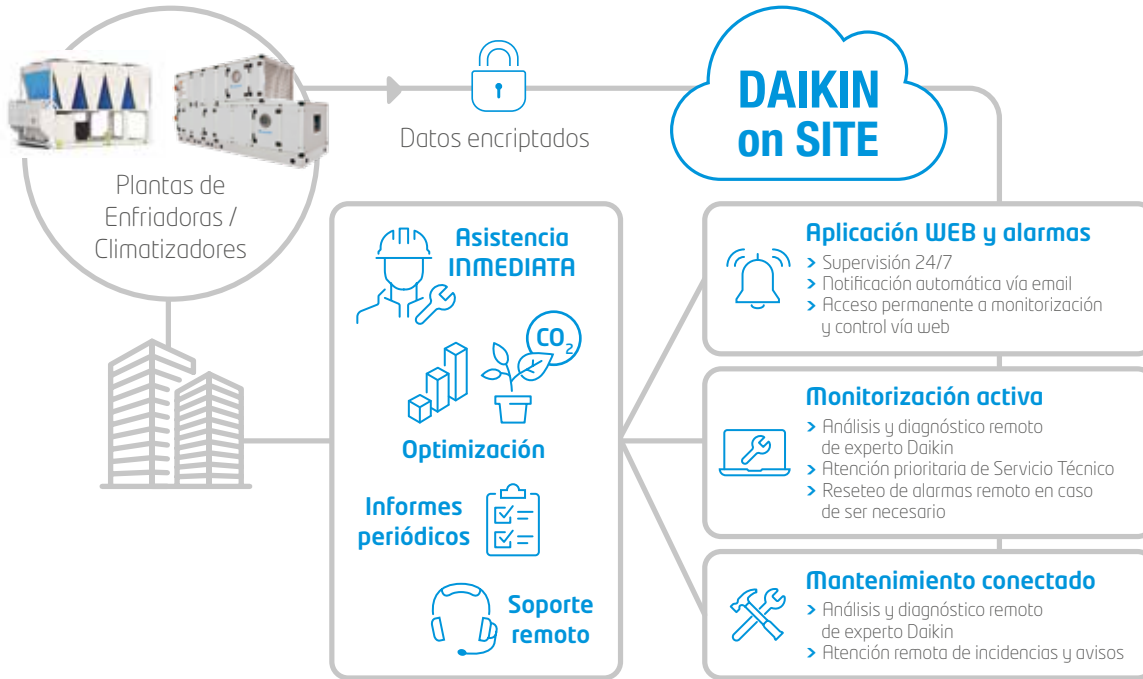 DAIKIN
on SITE
Datos encriptados
Plantas de
Enfriadoras /
Climatizadores
Asistencia
INMEDIATA
CO2
Optimización
Informes
periódicos
Soporte
remoto
Aplicación WEB y alarmas
> Supervisión 24/7
> Notificación automática vía email
> Acceso permanente a monitorización
y control vía web
Monitorización activa
> Análisis y diagnóstico remoto
de experto Daikin
> Atención prioritaria de Servicio Técnico
> Reseteo de alarmas remoto en caso
de ser necesario
Mantenimiento conectado
> Análisis y diagnóstico remoto
de experto Daikin
> Atención remota de incidencias y avisos